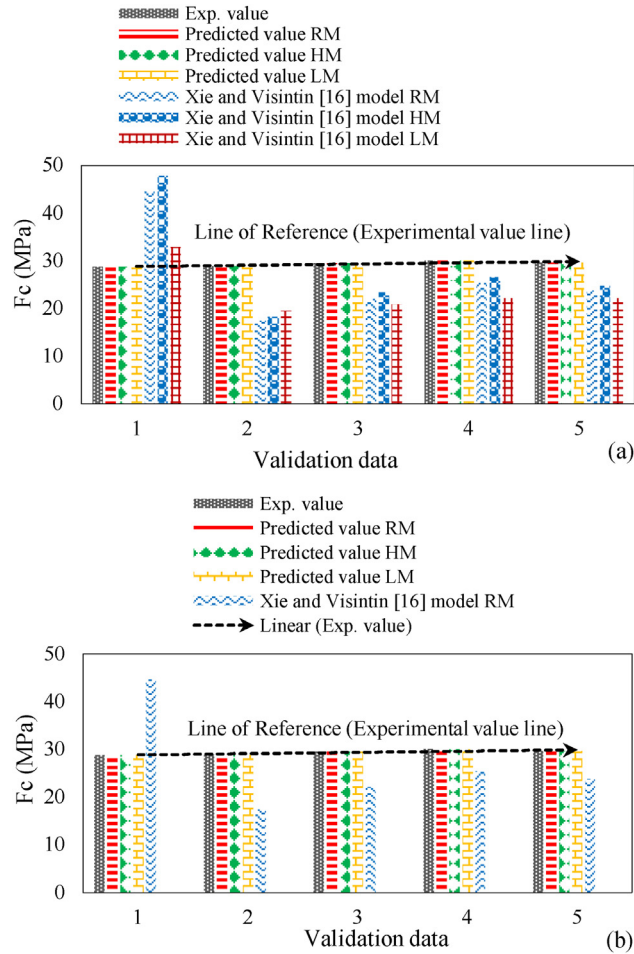 Exp. value
Predicted value RM
Predicted value HM
Predicted value LM
Xie and Visintin [16] model RM
Xie and Visintin [16] model HM
Xie and Visintin [16] model LM
50
40
30
20
10
0
Fc (MPa)
Line of Reference (Experimental value line)
1 2 3 4 5
Validation data
(a)
Exp. value
Predicted value RM
Predicted value HM
Predicted value LM
Xie and Visintin [16] model RM
Linear (Exp. value)
50
40
30
20
10
0
Fc (MPa)
Line of Reference (Experimental value line)
1 2 3 4 5
Validation data
(b)